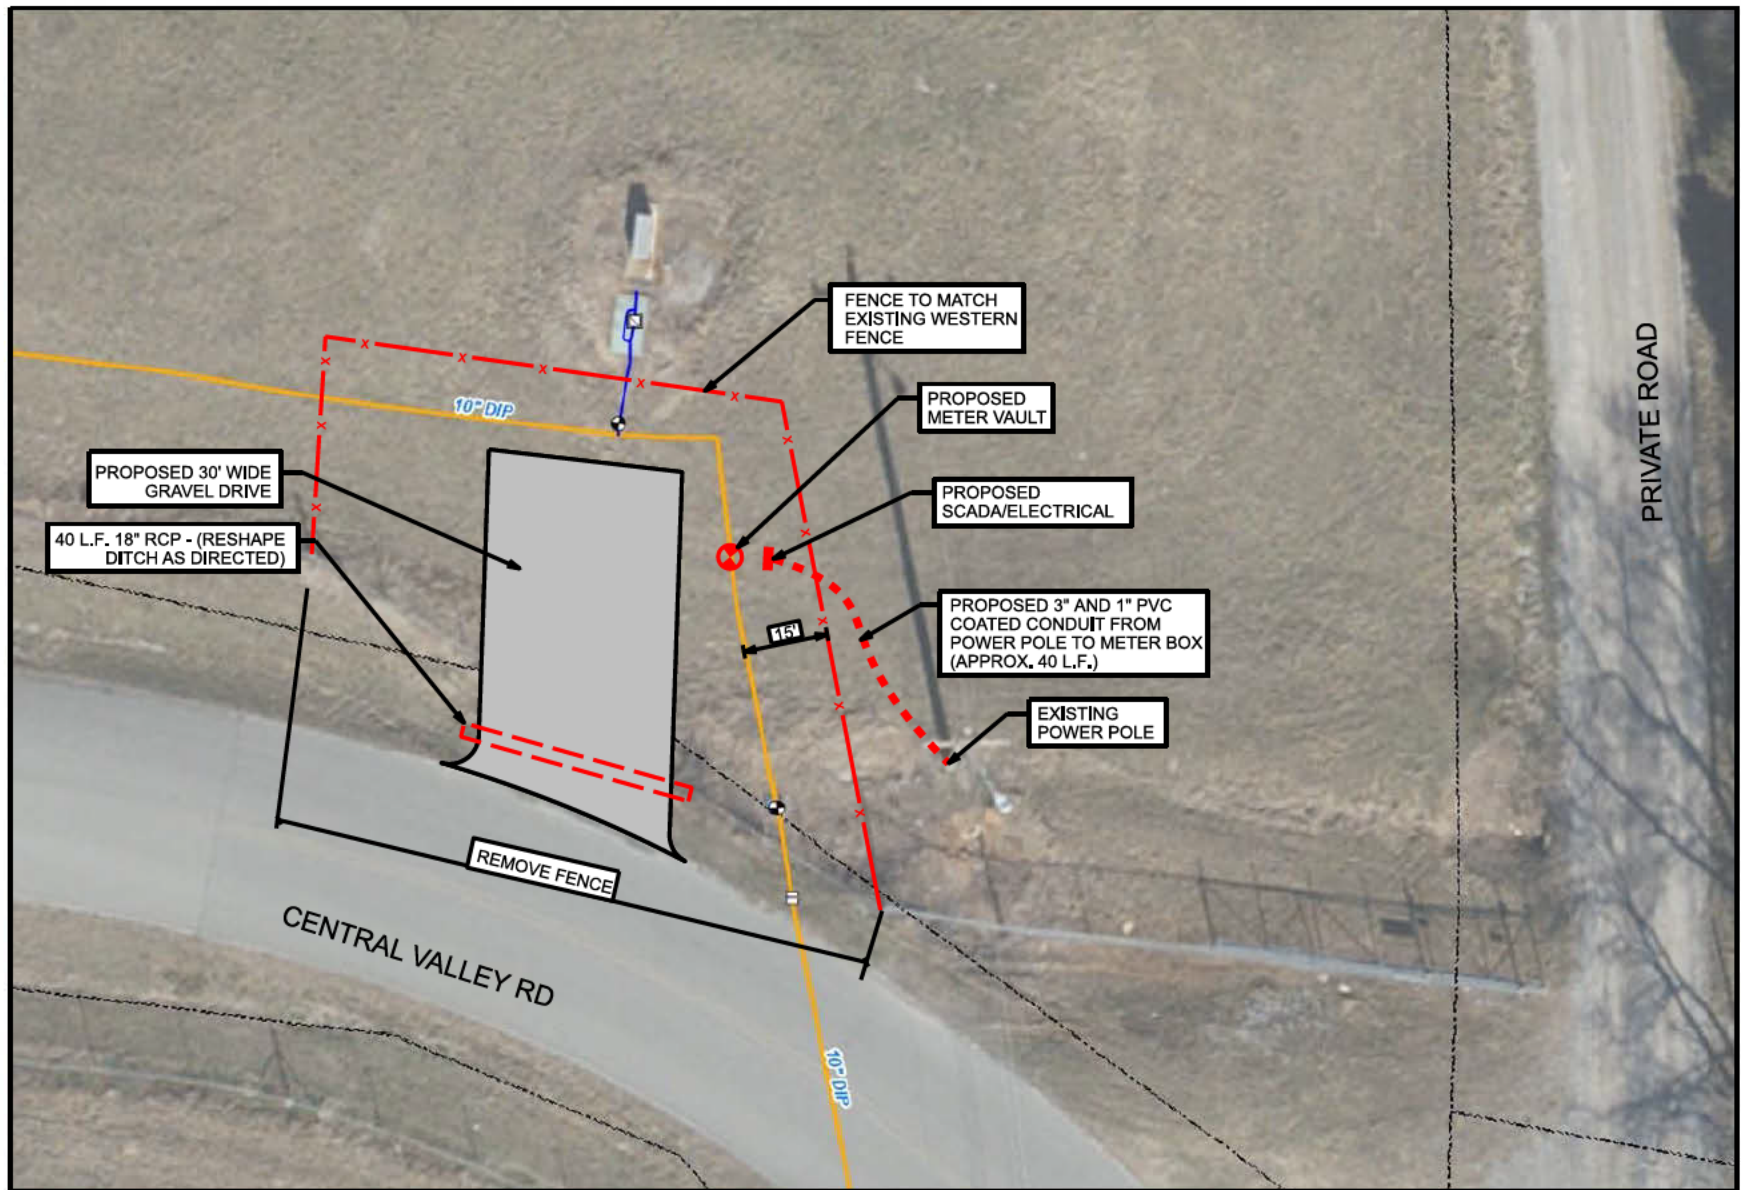 FENCE TO MATCH
EXISTING WESTERN
FENCE
PROPOSED
METER VAULT
10" DIP
PROPOSED 30' WIDE
GRAVEL DRIVE
PROPOSED
SCADA/ELECTRICAL
40 L.F. 18" RCP - (RESHAPE
DITCH AS DIRECTED)
PROPOSED 3" AND 1" PVC
COATED CONDUIT FROM
POWER POLE TO METER BOX
(APPROX. 40 L.F.)
15'
EXISTING
POWER POLE
PRIVATE ROAD
REMOVE FENCE
CENTRAL VALLEY RD
10" DIP